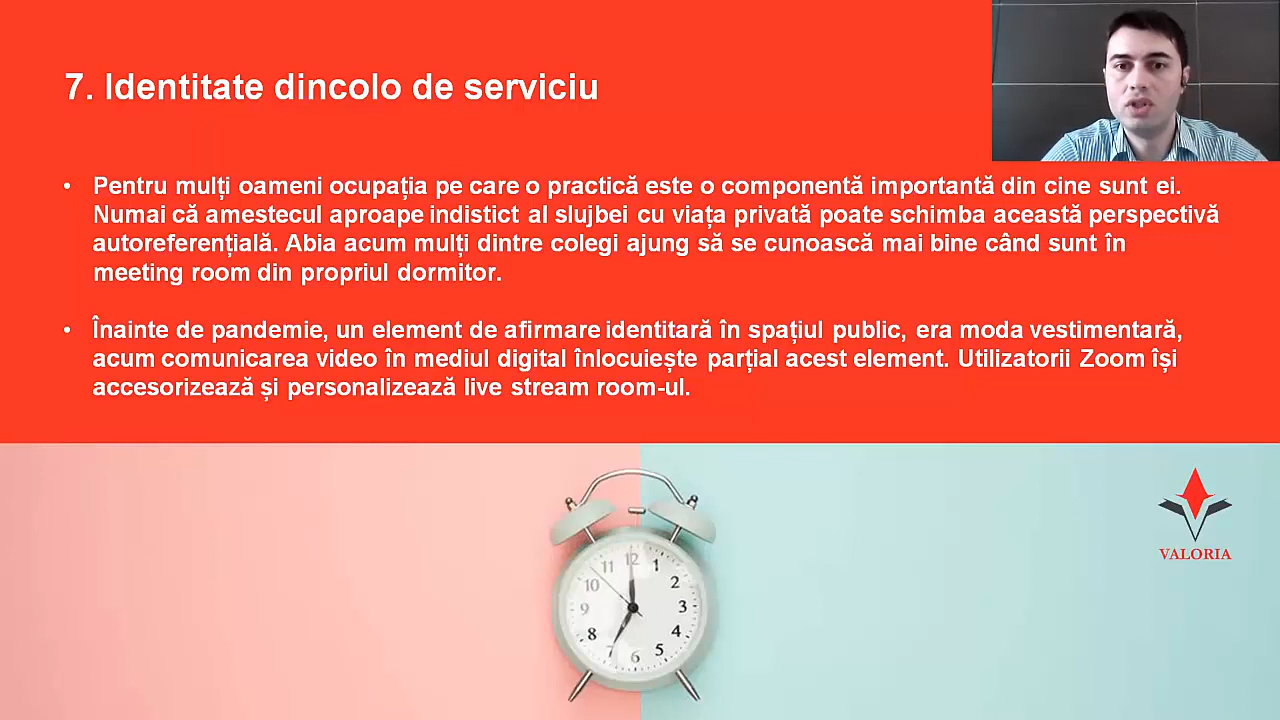 7. Identitate dincolo de serviciu
• Pentru mulți oameni ocupația pe care o practică este o componentă importantă din cine sunt ei.
Numai că amestecul aproape indistict al slujbei cu viața privată poate schimba această perspectivă
autoreferențială. Abia acum mulți dintre colegi ajung să se cunoască mai bine când sunt în
meeting room din propriul dormitor.
• Înainte de pandemie, un element de afirmare identitară în spațiul public, era moda vestimentară,
acum comunicarea video în mediul digital înlocuiește parțial acest element. Utilizatorii Zoom își
accesorizează și personalizează live stream room-ul.
VALORIA
12
11 1
10 2
9 3
8 4
7 5
6